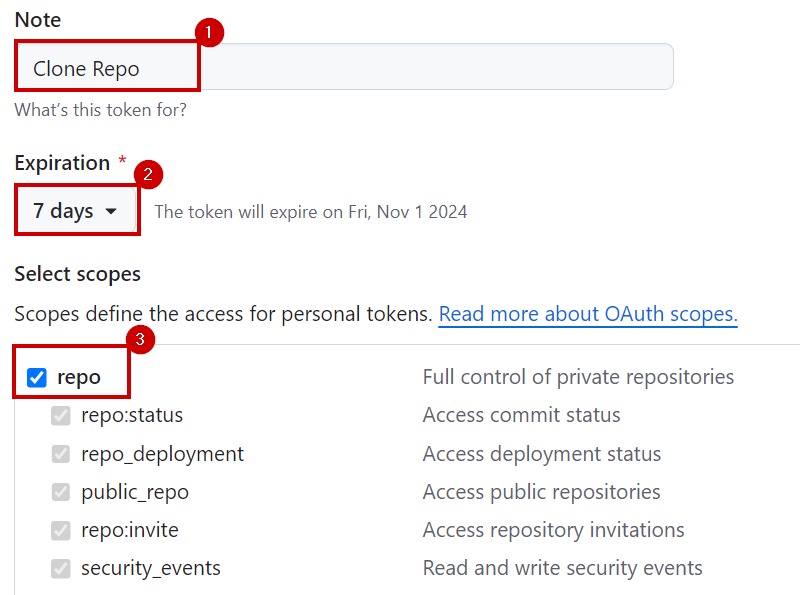 Note
1
Clone Repo
What's this token for?
Expiration *
2
7 days The token will expire on Fri, Nov 1 2024
Select scopes
Scopes define the access for personal tokens. Read more about OAuth scopes.
3
repo Full control of private repositories
repo:status Access commit status
repo_deployment Access deployment status
public_repo Access public repositories
repo:invite Access repository invitations
security_events Read and write security events